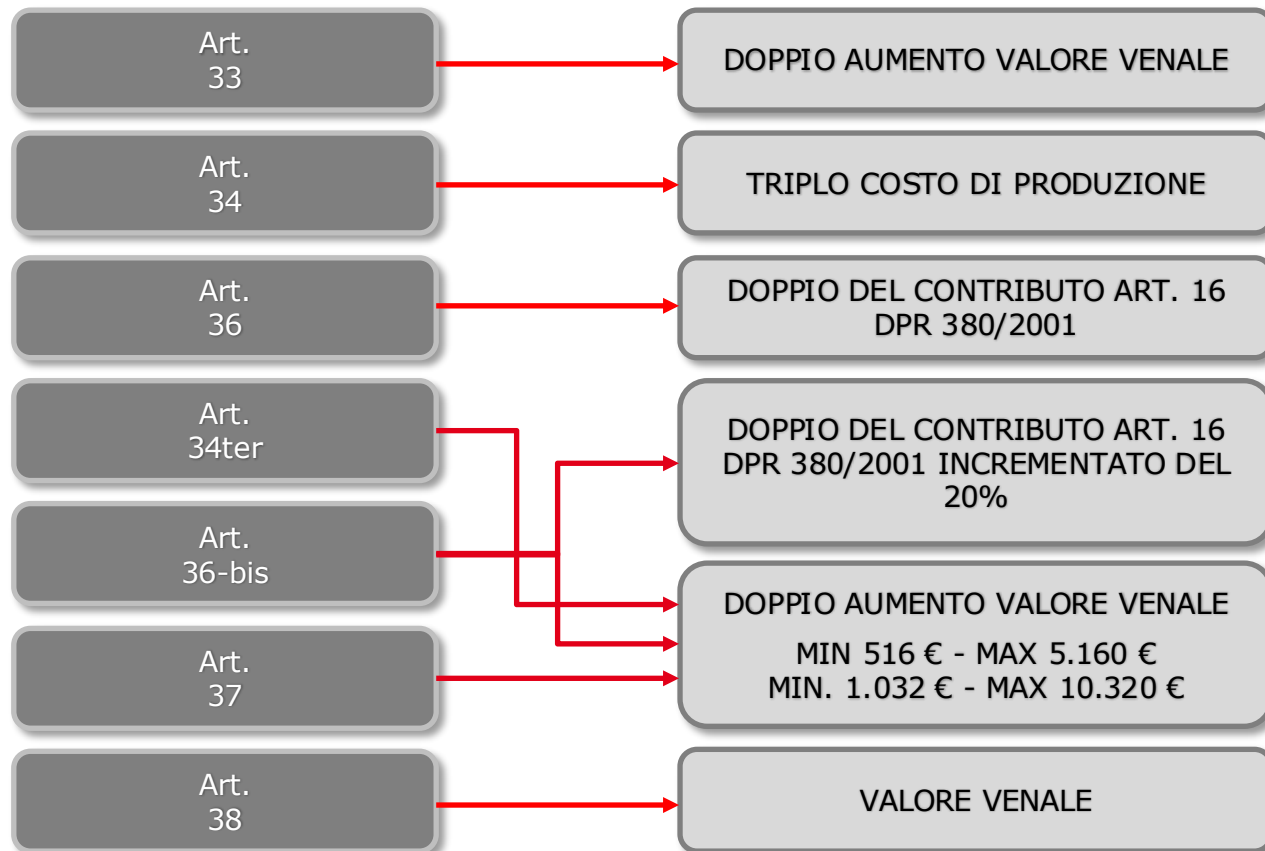 Art.
33
DOPPIO AUMENTO VALORE VENALE
Art.
34
TRIPLO COSTO DI PRODUZIONE
Art.
36
DOPPIO DEL CONTRIBUTO ART. 16
DPR 380/2001
Art.
34ter
DOPPIO DEL CONTRIBUTO ART. 16
DPR 380/2001 INCREMENTATO DEL
20%
Art.
36-bis
DOPPIO AUMENTO VALORE VENALE
MIN 516 € - MAX 5.160 €
MIN. 1.032 € - MAX 10.320 €
Art.
37
Art.
38
VALORE VENALE